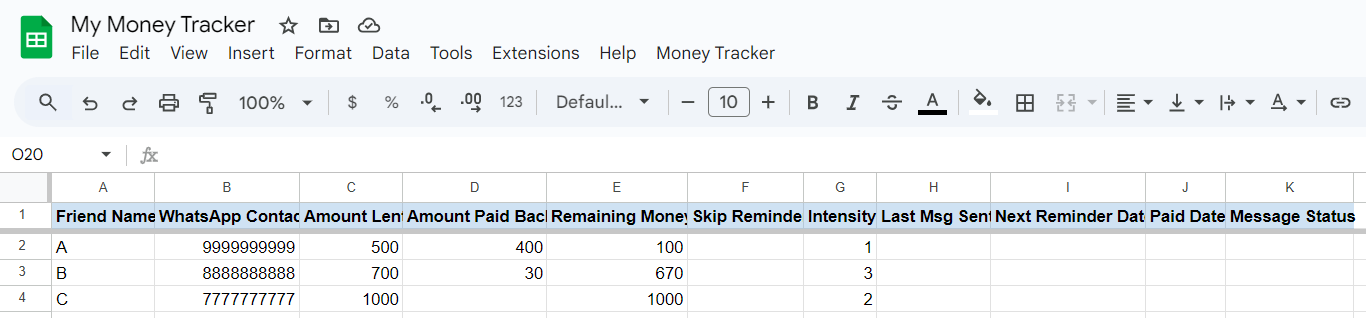 My Money Tracker
File Edit View Insert Format Data Tools Extensions Help Money Tracker
100% $ % .0 .00 123 Defaul... − 10 + B I S A A
O20 fx
A B C D E F G H I J K
1 Friend Name WhatsApp Contac Amount Len Amount Paid Bac Remaining Money Skip Reminde Intensity Last Msg Sent Next Reminder Dat Paid Date Message Status
2 A 9999999999 500 400 100 1
3 B 8888888888 700 30 670 3
4 C 7777777777 1000 1000 2